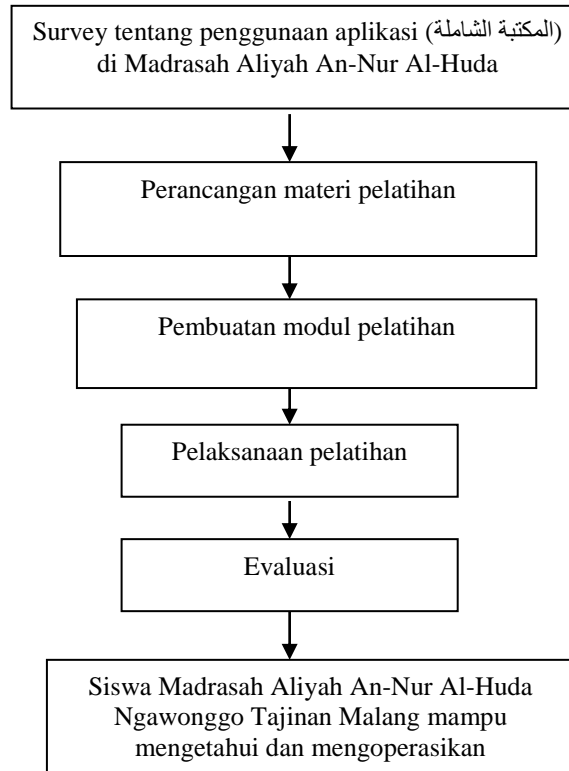 Survey tentang penggunaan aplikasi (المكتبة الشاملة)
di Madrasah Aliyah An-Nur Al-Huda
Perancangan materi pelatihan
Pembuatan modul pelatihan
Pelaksanaan pelatihan
Evaluasi
Siswa Madrasah Aliyah An-Nur Al-Huda
Ngawonggo Tajinan Malang mampu
mengetahui dan mengoperasikan